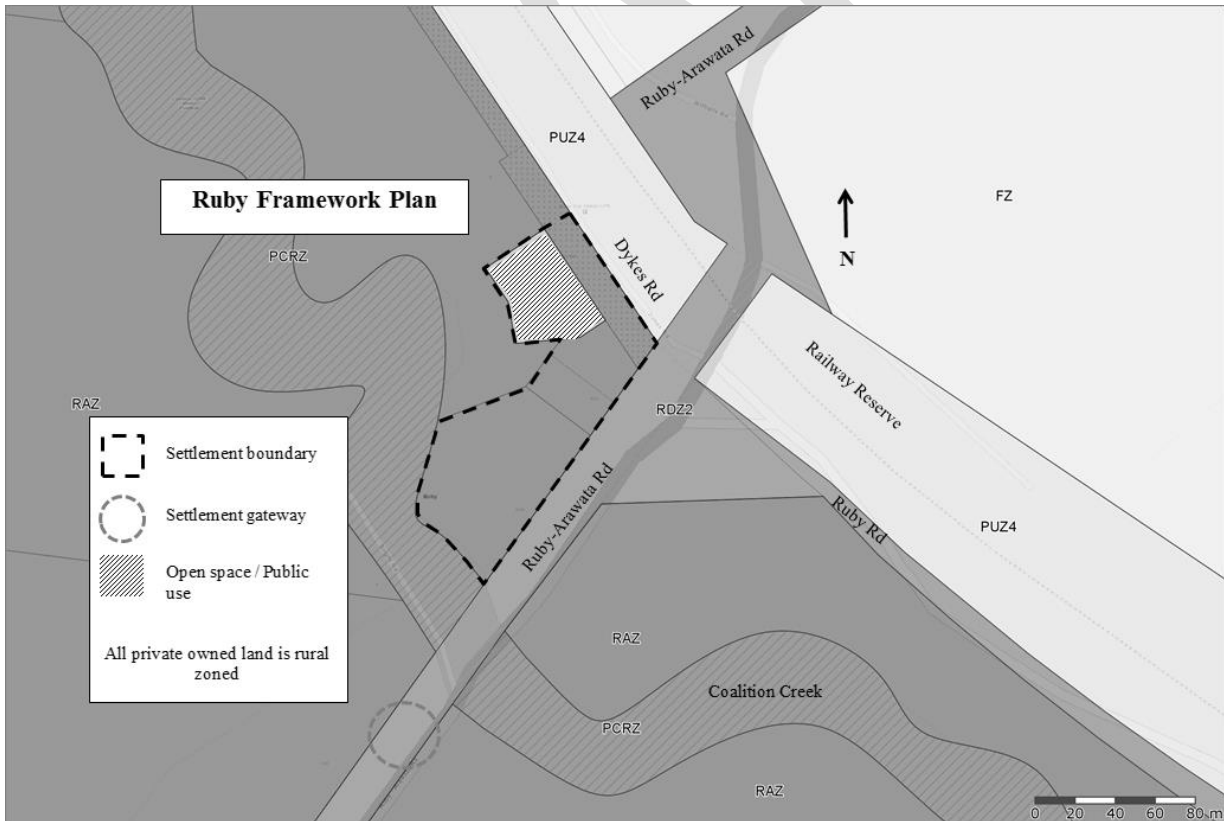 Ruby-Arawata Rd
PUZ4
Ruby Framework Plan
FZ
N
PCRZ
Dykes Rd
Railway Reserve
RAZ
RDZ2
Settlement boundary
Settlement gateway
Open space / Public
use
All private owned land is rural
zoned
Ruby-Arawata Rd
Ruby Rd
PUZ4
RAZ
Coalition Creek
PCRZ
RAZ
0 20 40 60 80 m